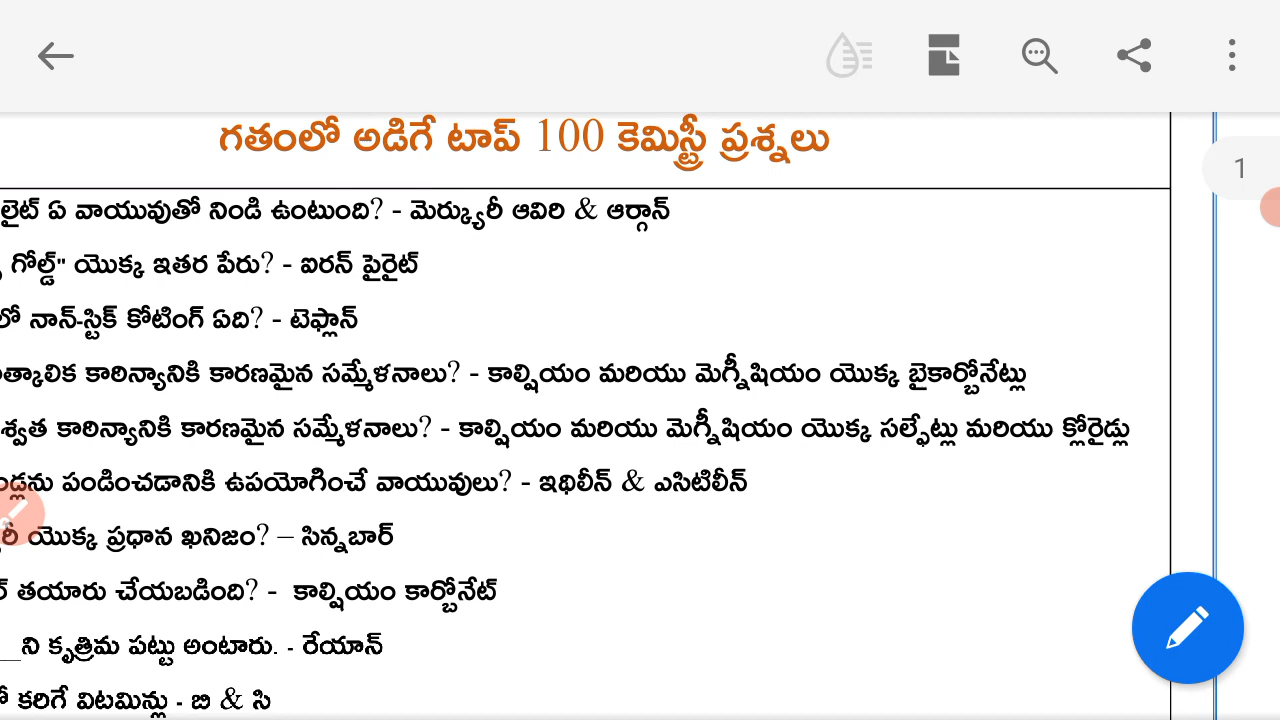 గతంలో అడిగే టాప్ 100 కెమిస్ట్రీ ప్రశ్నలు
1
లైట్ ఏ వాయువుతో నిండి ఉంటుంది? - మెర్క్యురీ ఆవిరి & ఆర్గాన్
గోల్డ్" యొక్క ఇతర పేరు? - ఐరన్ పైరైట్
లో నాన్-స్టిక్ కోటింగ్ ఏది? - టెఫ్లాన్
త్కాలిక కాఠిన్యానికి కారణమైన సమ్మేళనాలు? - కాల్షియం మరియు మెగ్నీషియం యొక్క బైకార్బోనేట్లు
శ్వత కాఠిన్యానికి కారణమైన సమ్మేళనాలు? - కాల్షియం మరియు మెగ్నీషియం యొక్క సల్ఫేట్లు మరియు క్లోరైడ్లు
ండ్లను పండించడానికి ఉపయోగించే వాయువులు? - ఇథిలీన్ & ఎసిటిలీన్
రీ యొక్క ప్రధాన ఖనిజం? – సిన్నబార్
తయారు చేయబడింది? - కాల్షియం కార్బోనేట్
__ని కృత్రిమ పట్టు అంటారు. - రేయాన్
లో కరిగే విటమిన్లు - బి & సి